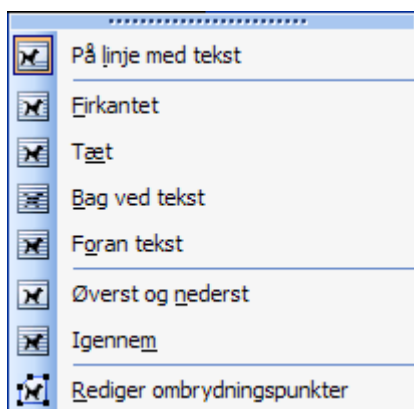 På linje med tekst
Firkantet
Tæt
Bag ved tekst
Foran tekst
Øverst og nederst
Igennem
Rediger ombrydningspunkter